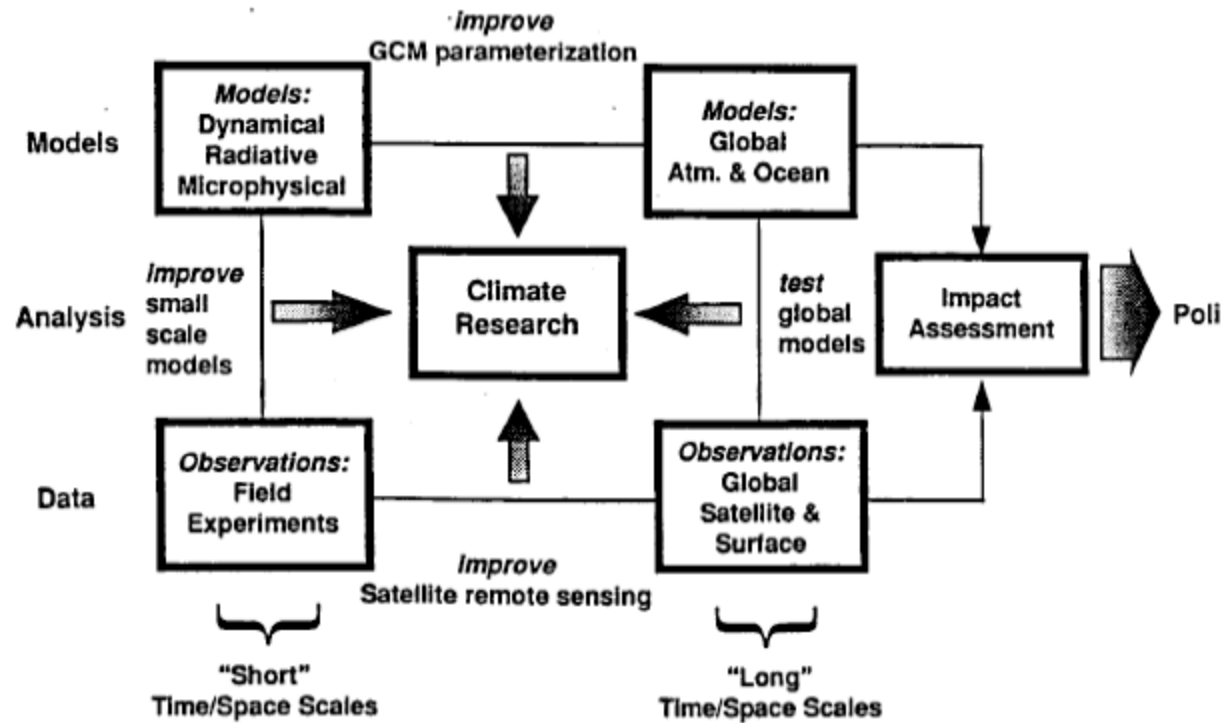 improve
GCM parameterization
Models
Models:
Dynamical
Radiative
Microphysical
Models:
Global
Atm. & Ocean
Analysis
improve
small
scale
models
Climate
Research
test
global
models
Impact
Assessment
Poli
Data
Observations:
Field
Experiments
Observations:
Global
Satellite &
Surface
Improve
Satellite remote sensing
"Short"
Time/Space Scales
"Long"
Time/Space Scales